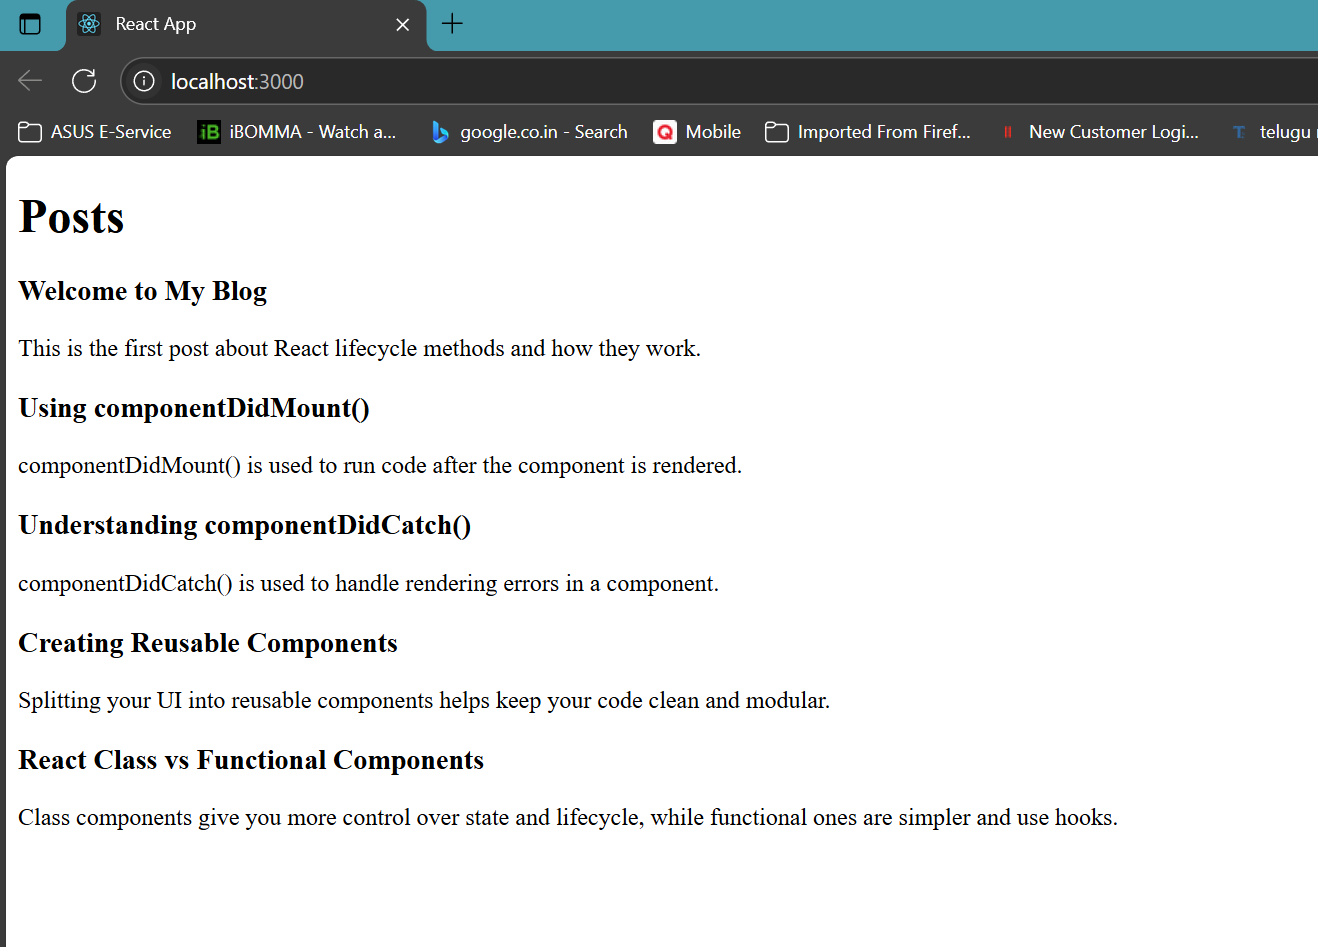 React App
localhost:3000
ASUS E-Service iB iBOMMA - Watch a... google.co.in - Search Q Mobile Imported From Firef... New Customer Logi... T telugu
Posts
Welcome to My Blog
This is the first post about React lifecycle methods and how they work.
Using componentDidMount()
componentDidMount() is used to run code after the component is rendered.
Understanding componentDidCatch()
componentDidCatch() is used to handle rendering errors in a component.
Creating Reusable Components
Splitting your UI into reusable components helps keep your code clean and modular.
React Class vs Functional Components
Class components give you more control over state and lifecycle, while functional ones are simpler and use hooks.